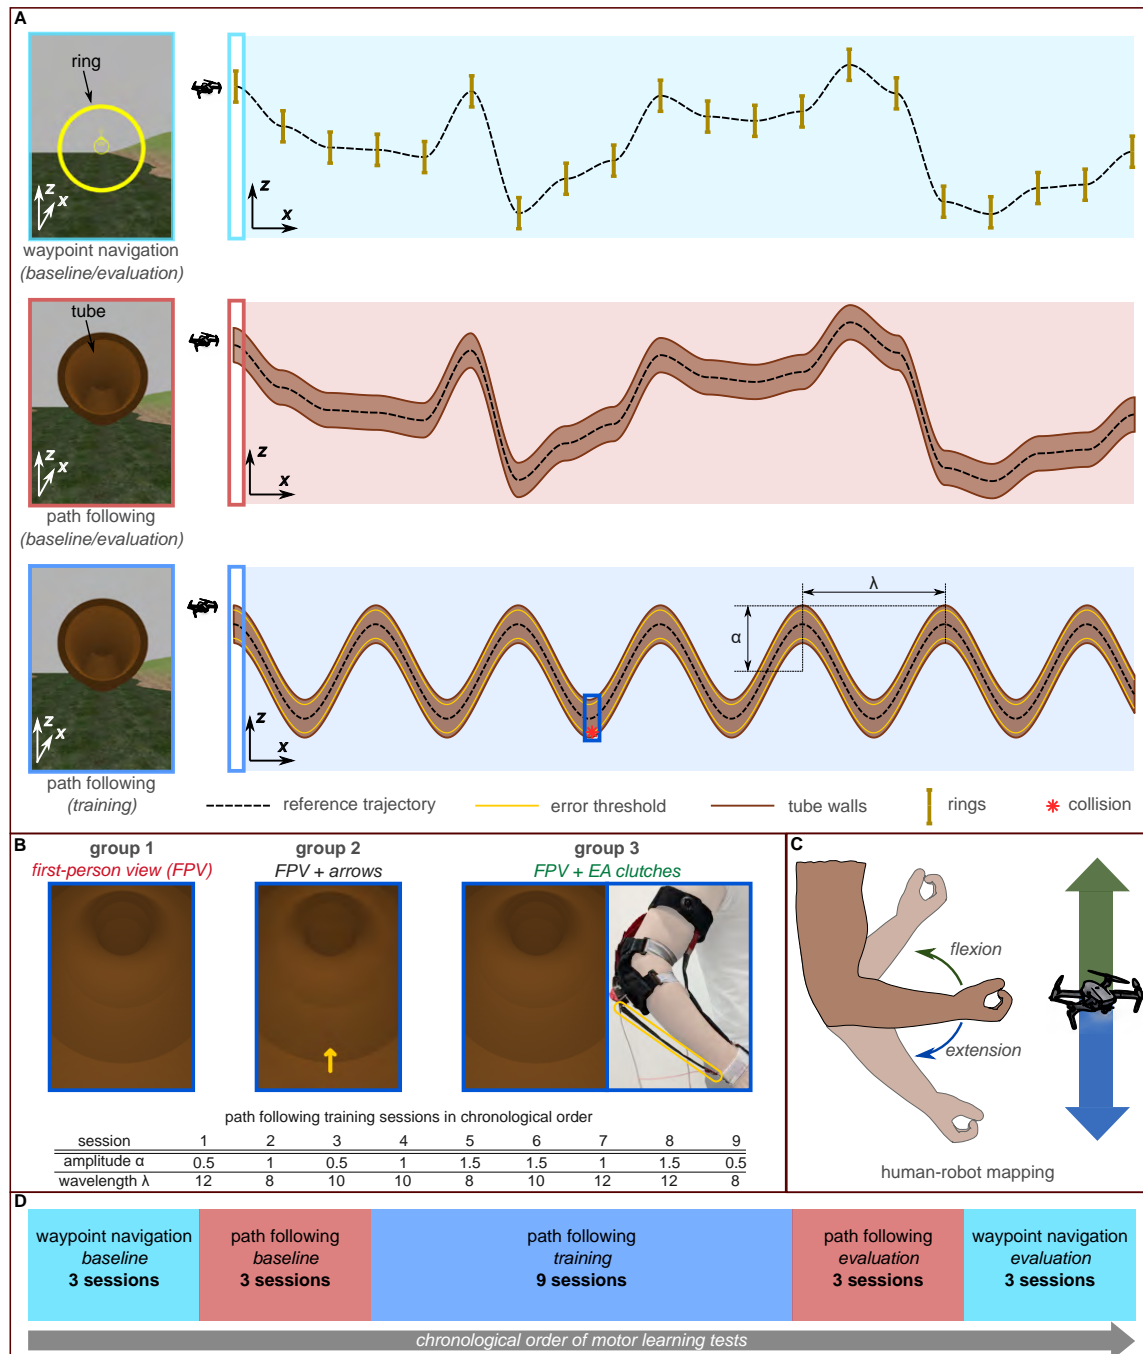 A
ring
z
x
waypoint navigation
(baseline/evaluation)
z
x
tube
z
x
path following
(baseline/evaluation)
z
x
z
x
path following
(training)
λ
α
z
x
reference trajectory
error threshold
tube walls
rings
collision
B
group 1
first-person view (FPV)
group 2
FPV + arrows
group 3
FPV + EA clutches
path following training sessions in chronological order
session 1 2 3 4 5 6 7 8 9
amplitude α 0.5 1 0.5 1 1.5 1.5 1 1.5 0.5
wavelength λ 12 8 10 10 8 10 12 12 8
C
flexion
extension
human-robot mapping
D
waypoint navigation
baseline
3 sessions
path following
baseline
3 sessions
path following
training
9 sessions
path following
evaluation
3 sessions
waypoint navigation
evaluation
3 sessions
chronological order of motor learning tests